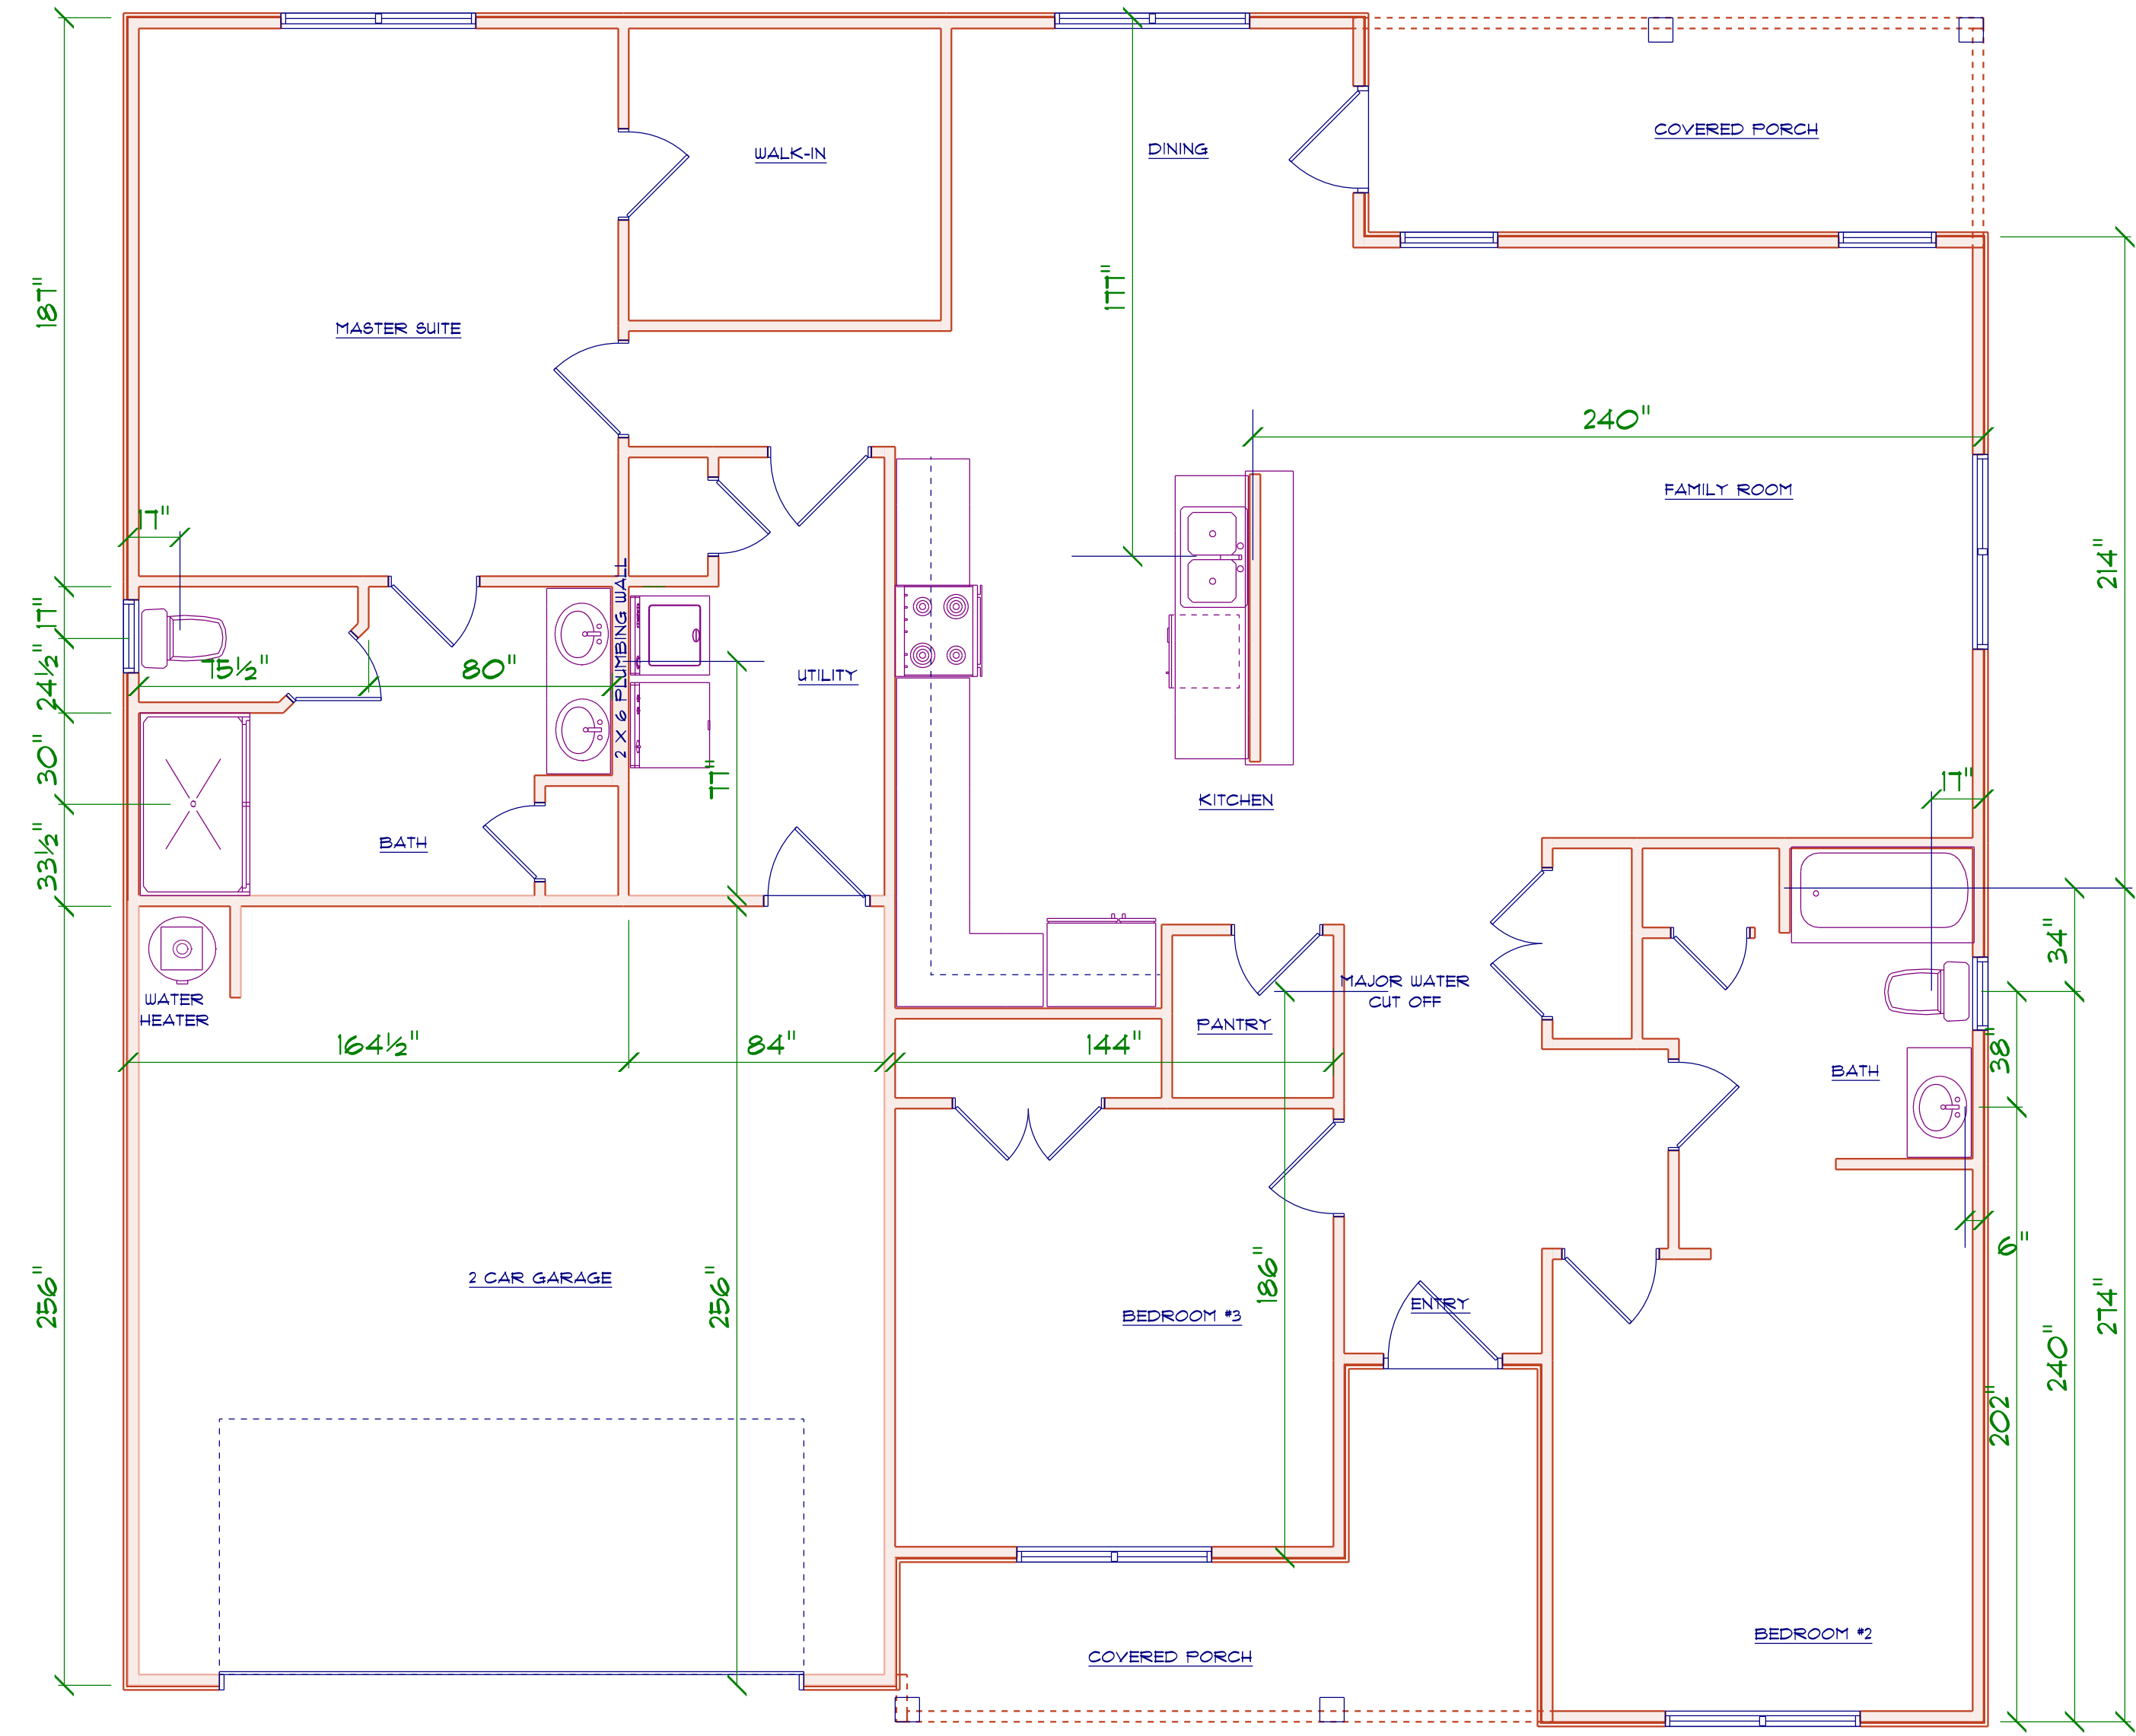 COVERED PORCH
WALK-IN
DINING
187"
177"
MASTER SUITE
240"
FAMILY ROOM
17"
214"
17"
2 X 6 PLUMBING WALL
24½"
75½"
80"
UTILITY
30"
77"
17"
KITCHEN
33½"
BATH
34"
MAJOR WATER
CUT OFF
WATER
HEATER
PANTRY
164½"
84"
144"
38"
BATH
6"
256"
2 CAR GARAGE
256"
186"
ENTRY
BEDROOM #3
274"
240"
202"
BEDROOM #2
COVERED PORCH